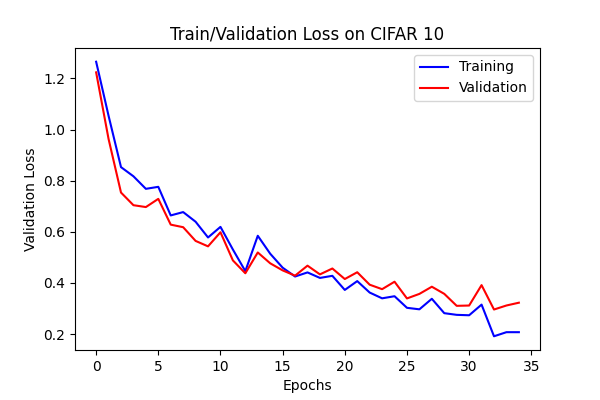 Train/Validation Loss on CIFAR 10
Training
Validation
Validation Loss
1.2
1.0
0.8
0.6
0.4
0.2
0 5 10 15 20 25 30 35
Epochs